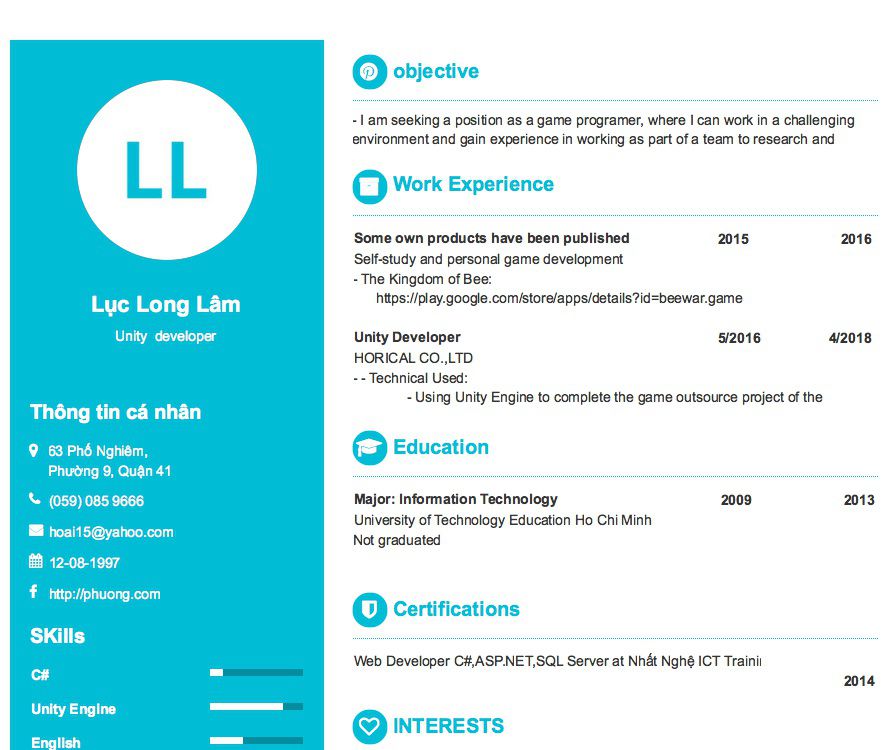 LL
Lục Long Lâm
Unity developer
Thông tin cá nhân
63 Phố Nghiêm,
Phường 9, Quận 41
(059) 085 9666
hoai15@yahoo.com
12-08-1997
http://phuong.com
SKills
C#
Unity Engine
English
objective
- I am seeking a position as a game programer, where I can work in a challenging
environment and gain experience in working as part of a team to research and
Work Experience
Some own products have been published 2015 2016
Self-study and personal game development
- The Kingdom of Bee:
https://play.google.com/store/apps/details?id=beewar.game
Unity Developer 5/2016 4/2018
HORICAL CO.,LTD
- - Technical Used:
- Using Unity Engine to complete the game outsource project of the
Education
Major: Information Technology 2009 2013
University of Technology Education Ho Chi Minh
Not graduated
Certifications
Web Developer C#,ASP.NET,SQL Server at Nhất Nghệ ICT
2014
INTERESTS